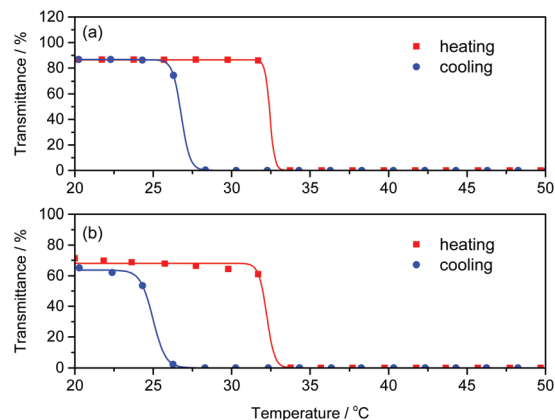 120
(a)
heating
cooling
100
80
60
40
20
0
Transmittance / %
20 25 30 35 40 45 50
100
(b)
heating
cooling
80
60
40
20
0
Transmittance / %
20 25 30 35 40 45 50
Temperature / °C